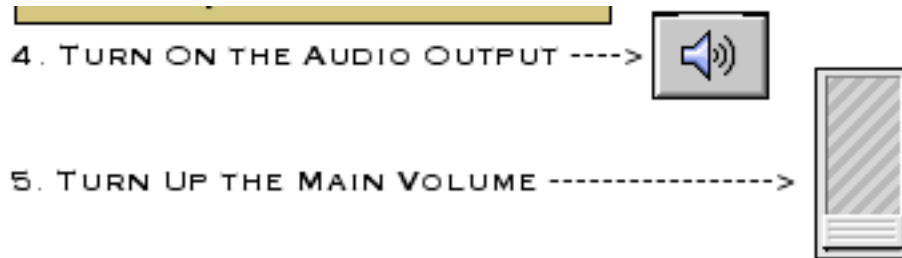 4. Turn On the Audio Output ---->
5. Turn Up the Main Volume ----------------->